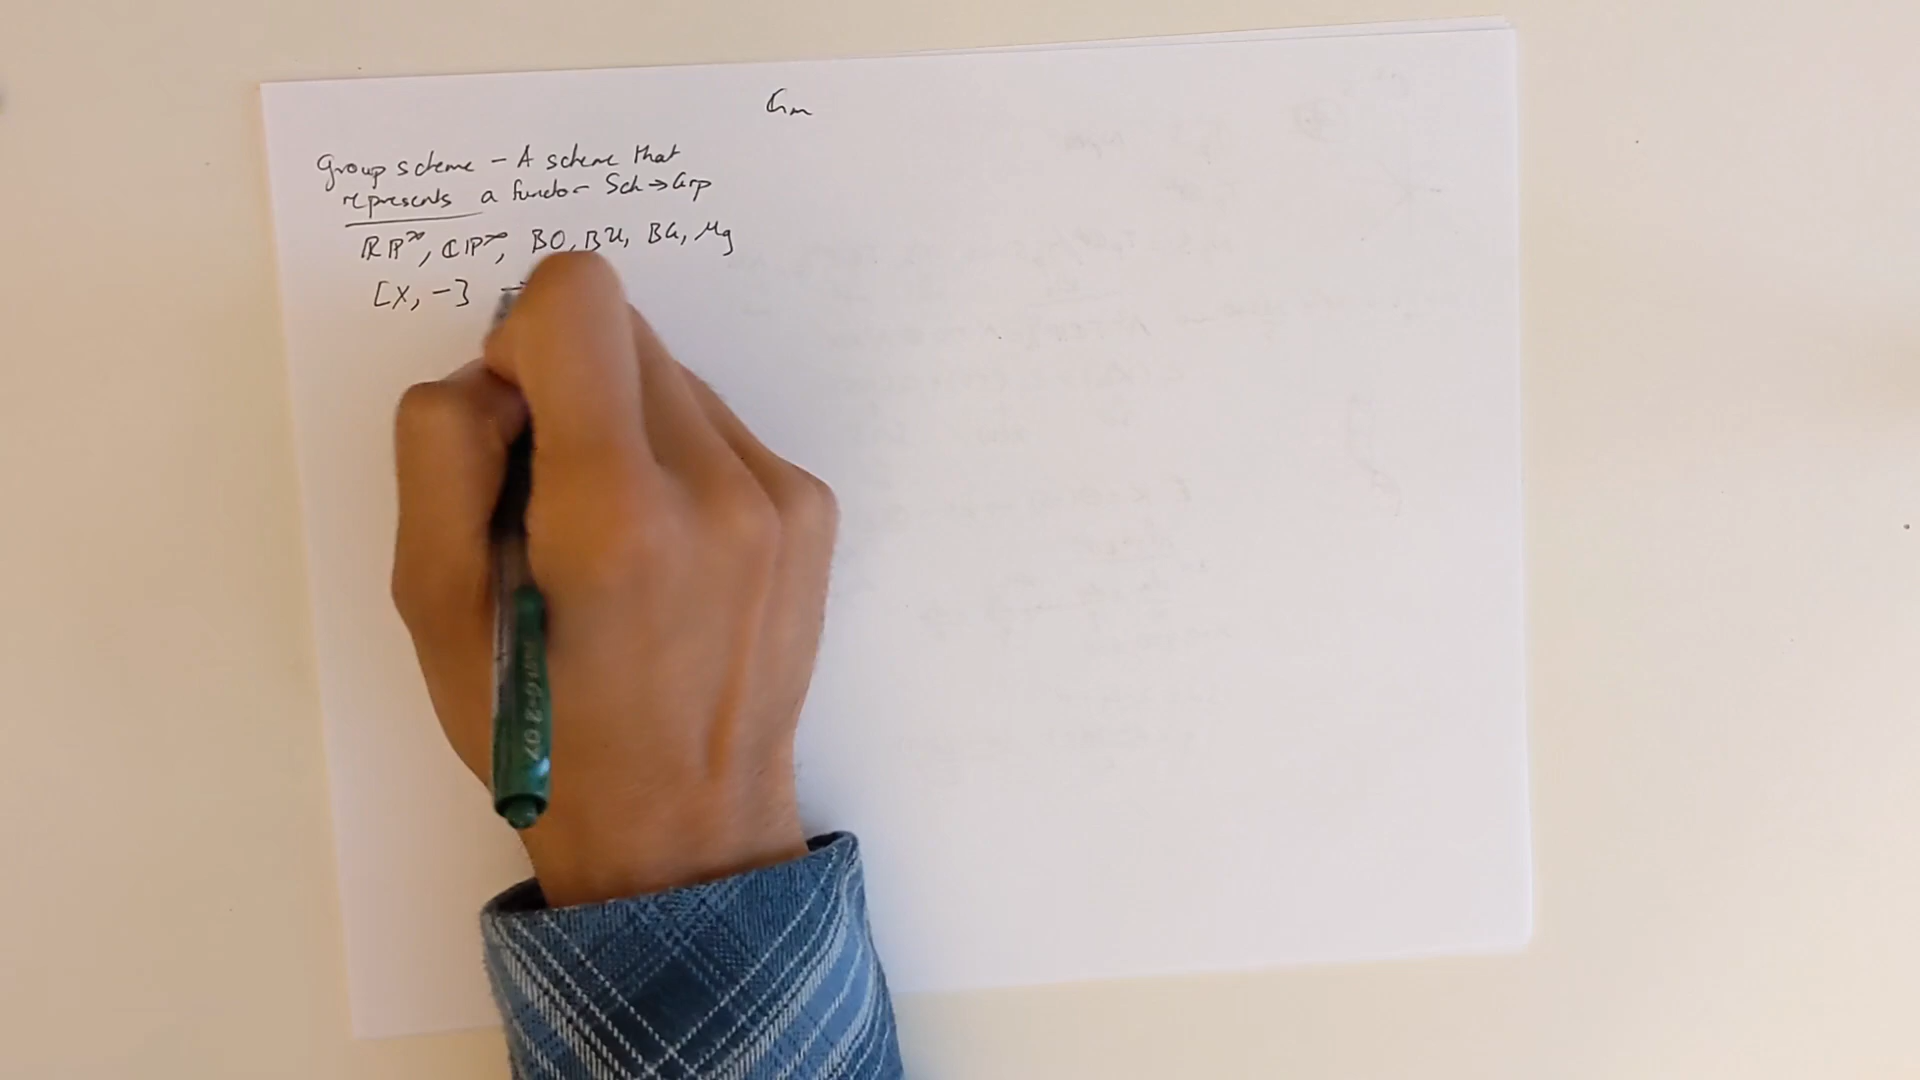 Gm
Group scheme – A scheme that
represents a functor Sch → Grp
RP^∞, CP^∞, BO, BU, BG, Mg
[X, –] →